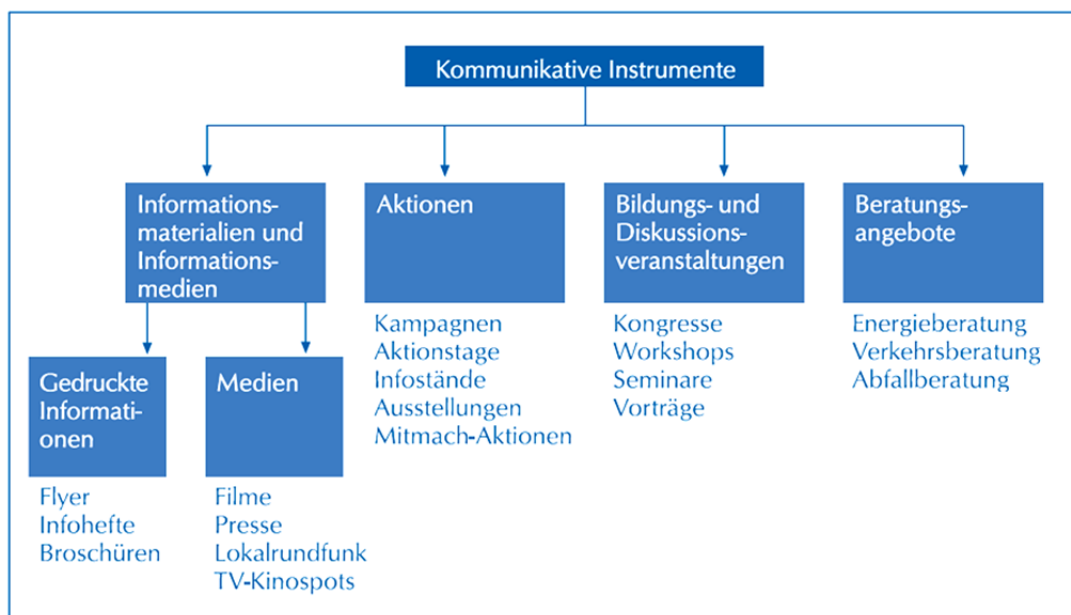 Kommunikative Instrumente
Informations-
materialien und
Informations-
medien
Gedruckte
Informati-
onen
Flyer
Infohefte
Broschüren
Medien
Filme
Presse
Lokalrundfunk
TV-Kinospots
Aktionen
Kampagnen
Aktionstage
Infostände
Ausstellungen
Mitmach-Aktionen
Bildungs- und
Diskussions-
veranstaltungen
Kongresse
Workshops
Seminare
Vorträge
Beratungs-
angebote
Energieberatung
Verkehrsberatung
Abfallberatung